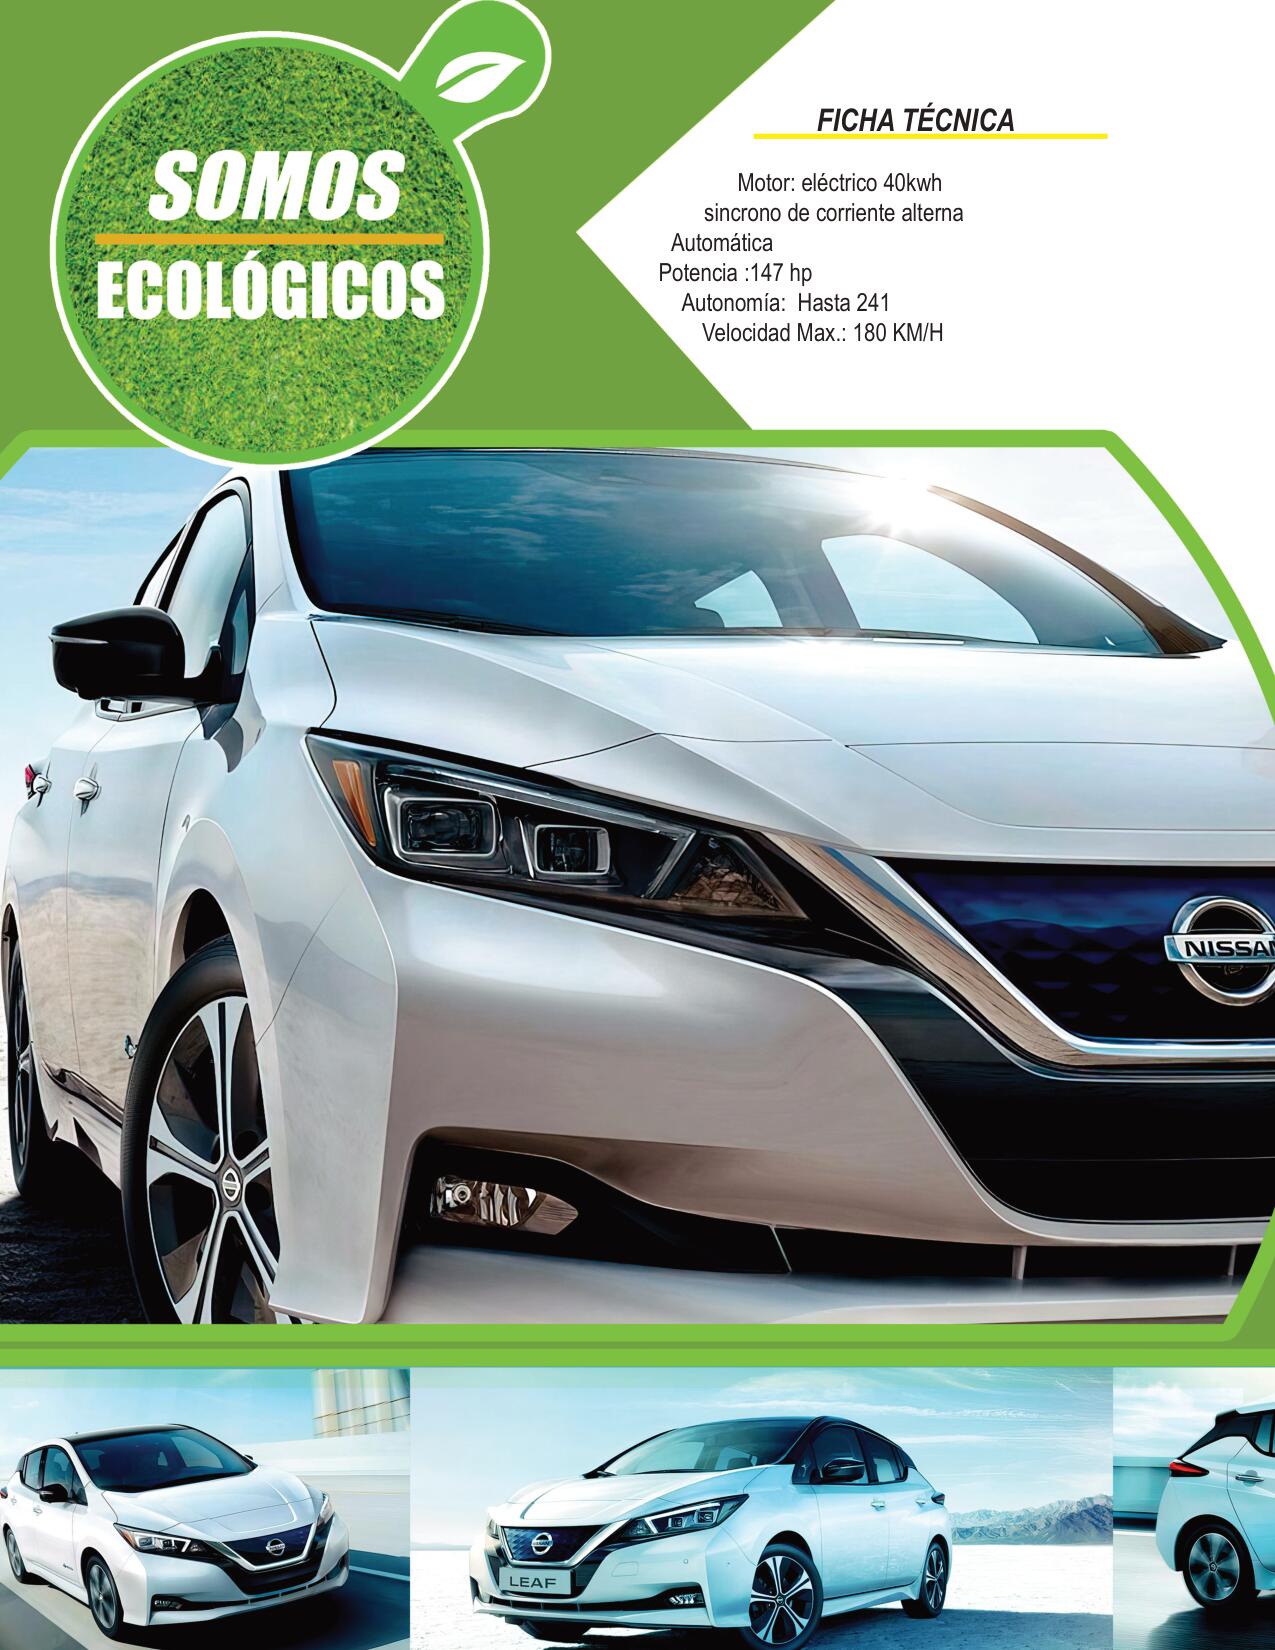 SOMOS
ECOLÓGICOS
FICHA TÉCNICA
Motor: eléctrico 40kwh
sincrono de corriente alterna
Automática
Potencia :147 hp
Autonomía:  Hasta 241
Velocidad Max.: 180 KM/H
NISSAN
LEAF